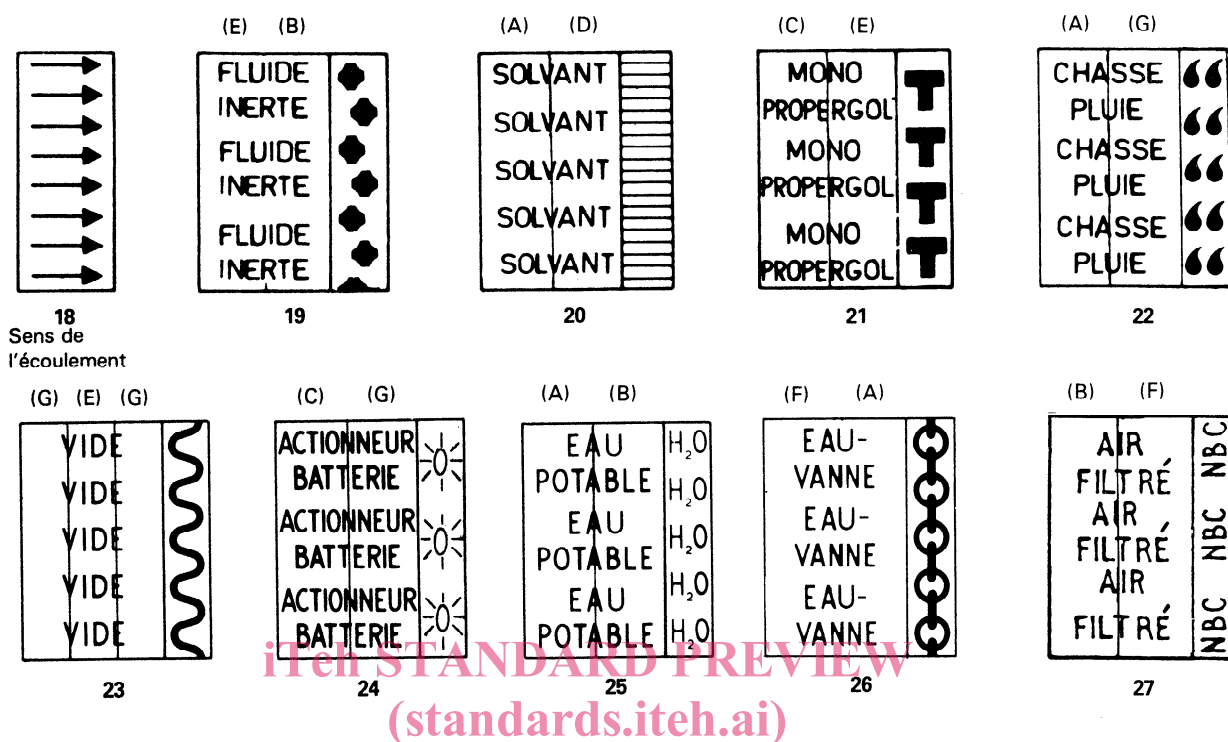 (E) (B)
(A) (D)
(C) (E)
(A) (G)
FLUIDE
INERTE
FLUIDE
INERTE
FLUIDE
INERTE
SOLVANT
SOLVANT
SOLVANT
SOLVANT
SOLVANT
MONO
PROPERGOL
MONO
PROPERGOL
MONO
PROPERGOL
CHASSE
PLUIE
CHASSE
PLUIE
CHASSE
PLUIE
18
Sens de
l'écoulement
19
20
21
22
(G) (E) (G)
(C) (G)
(A) (B)
(F) (A)
(B) (F)
VIDE
VIDE
VIDE
VIDE
VIDE
ACTIONNEUR
BATTERIE
ACTIONNEUR
BATTERIE
ACTIONNEUR
BATTERIE
EAU
POTABLE
EAU
POTABLE
EAU
POTABLE
H₂O
H₂O
H₂O
H₂O
H₂O
EAU-
VANNE
EAU-
VANNE
EAU-
VANNE
AIR
FILTRÉ
AIR
FILTRÉ
AIR
FILTRÉ
NBC
NBC
NBC
23
24
25
26
27
iTeh STANDARD PREVIEW
(standards.iteh.ai)